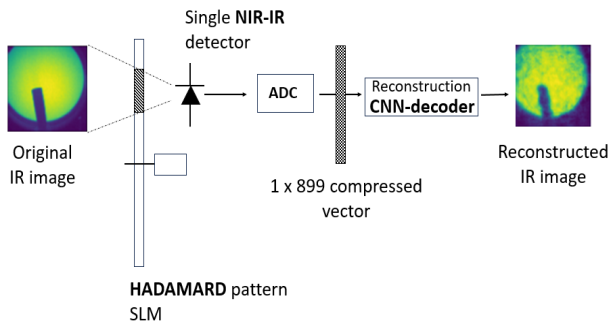 Single NIR-IR
detector
ADC
Reconstruction
CNN-decoder
Original
IR image
1 x 899 compressed
vector
Reconstructed
IR image
HADAMARD pattern
SLM